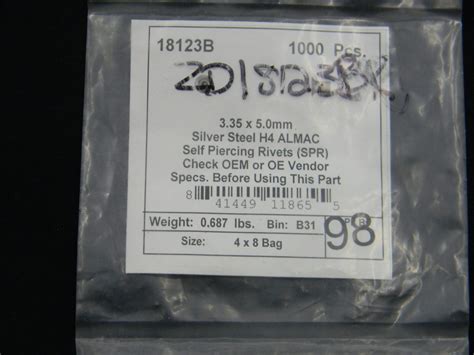 18123B 1000 Pcs.
ZD18123BK
3.35 x 5.0mm
Silver Steel H4 ALMAC
Self Piercing Rivets (SPR)
Check OEM or OE Vendor
Specs. Before Using This Part
8 41449 11865 5
Weight: 0.687 lbs. Bin: B31
98
Size: 4 x 8 Bag